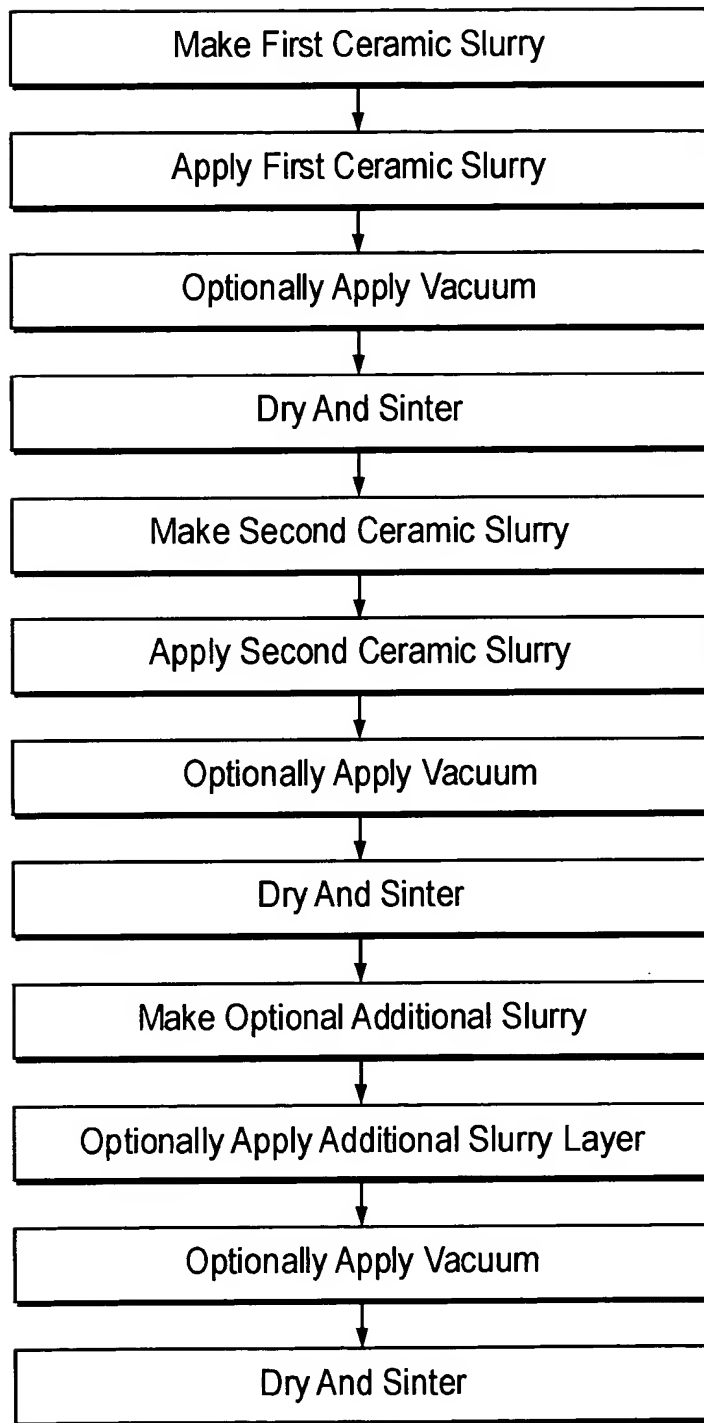 Make First Ceramic Slurry
Apply First Ceramic Slurry
Optionally Apply Vacuum
Dry And Sinter
Make Second Ceramic Slurry
Apply Second Ceramic Slurry
Optionally Apply Vacuum
Dry And Sinter
Make Optional Additional Slurry
Optionally Apply Additional Slurry Layer
Optionally Apply Vacuum
Dry And Sinter